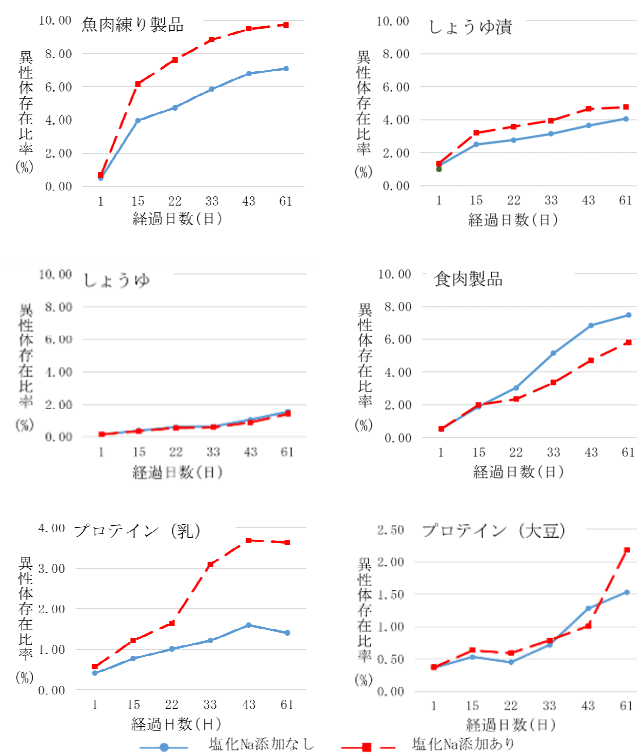 魚肉練り製品
異性体存在比率(%)
10.00
8.00
6.00
4.00
2.00
0.00
1 15 22 33 43 61
経過日数(日)
しょうゆ漬
異性体存在比率(%)
10.00
8.00
6.00
4.00
2.00
0.00
1 15 22 33 43 61
経過日数(日)
しょうゆ
異性体存在比率(%)
10.00
8.00
6.00
4.00
2.00
0.00
1 15 22 33 43 61
経過日数(日)
食肉製品
異性体存在比率(%)
10.00
8.00
6.00
4.00
2.00
0.00
1 15 22 33 43 61
経過日数(日)
プロテイン（乳）
異性体存在比率(%)
4.00
3.00
2.00
1.00
0.00
1 15 22 33 43 61
経過H数(H)
プロテイン（大豆）
異性体存在比率(%)
2.50
2.00
1.50
1.00
0.50
0.00
1 15 22 33 43 61
経過日数(日)
塩化Na添加なし 塩化Na添加あり